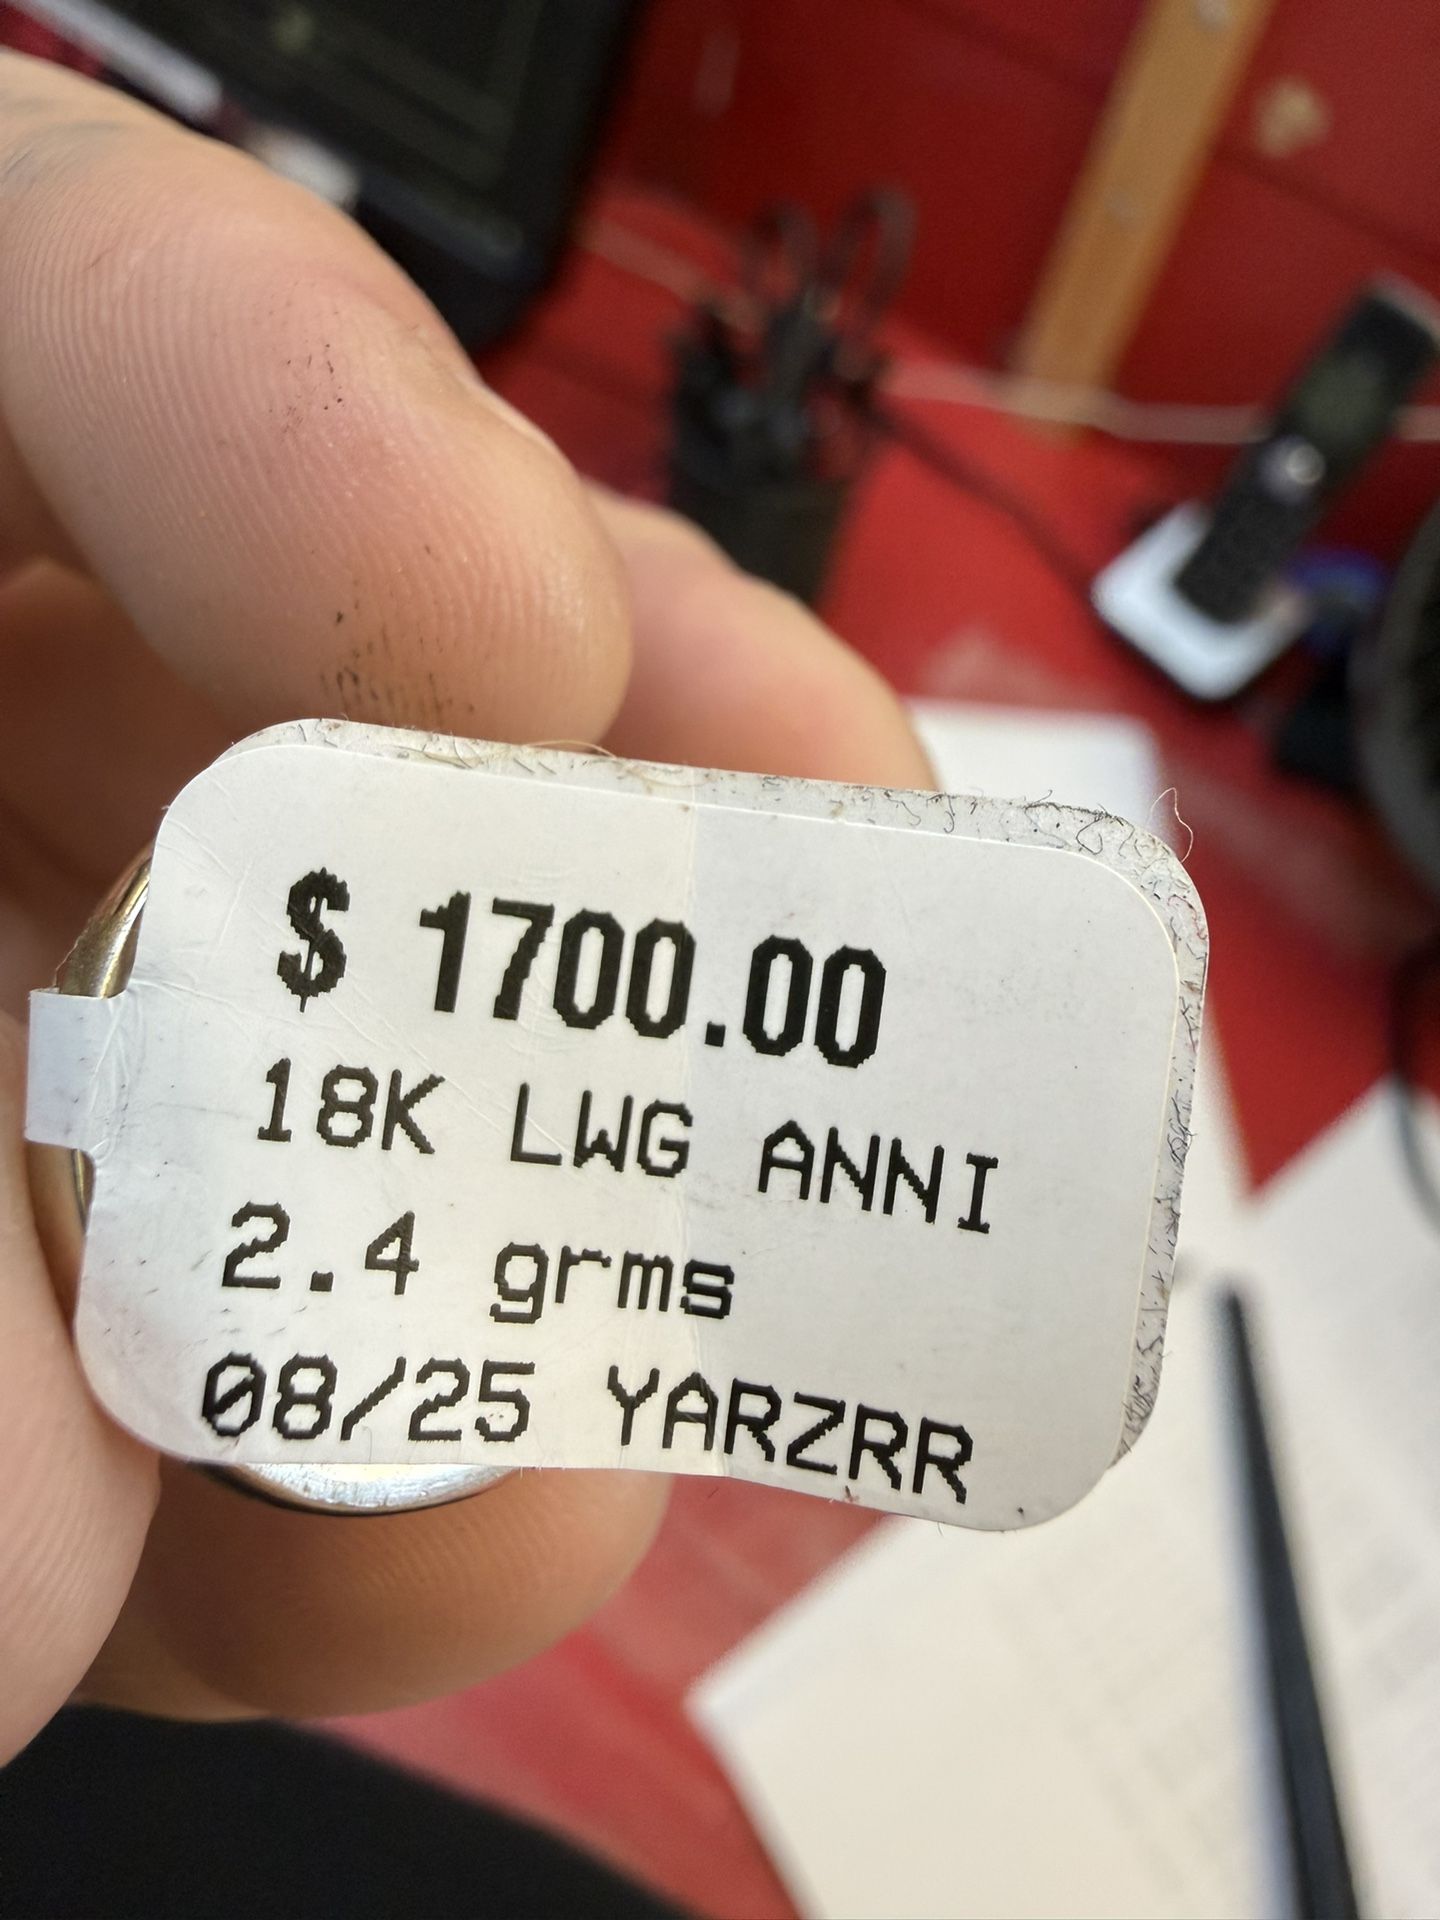 $ 1700.00
18K LWG ANNI
2.4 grms
08/25 YARZRR